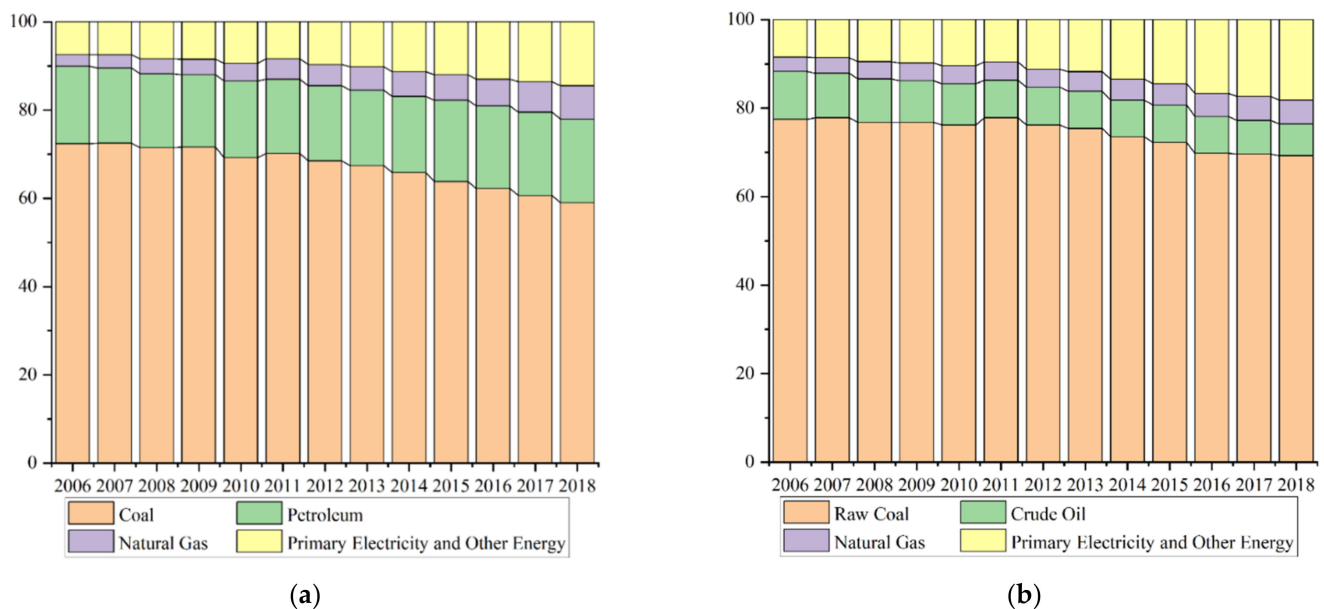 100
80
60
40
20
0
2006 2007 2008 2009 2010 2011 2012 2013 2014 2015 2016 2017 2018
Coal Petroleum
Natural Gas Primary Electricity and Other Energy
(a)
100
80
60
40
20
0
2006 2007 2008 2009 2010 2011 2012 2013 2014 2015 2016 2017 2018
Raw Coal Crude Oil
Natural Gas Primary Electricity and Other Energy
(b)